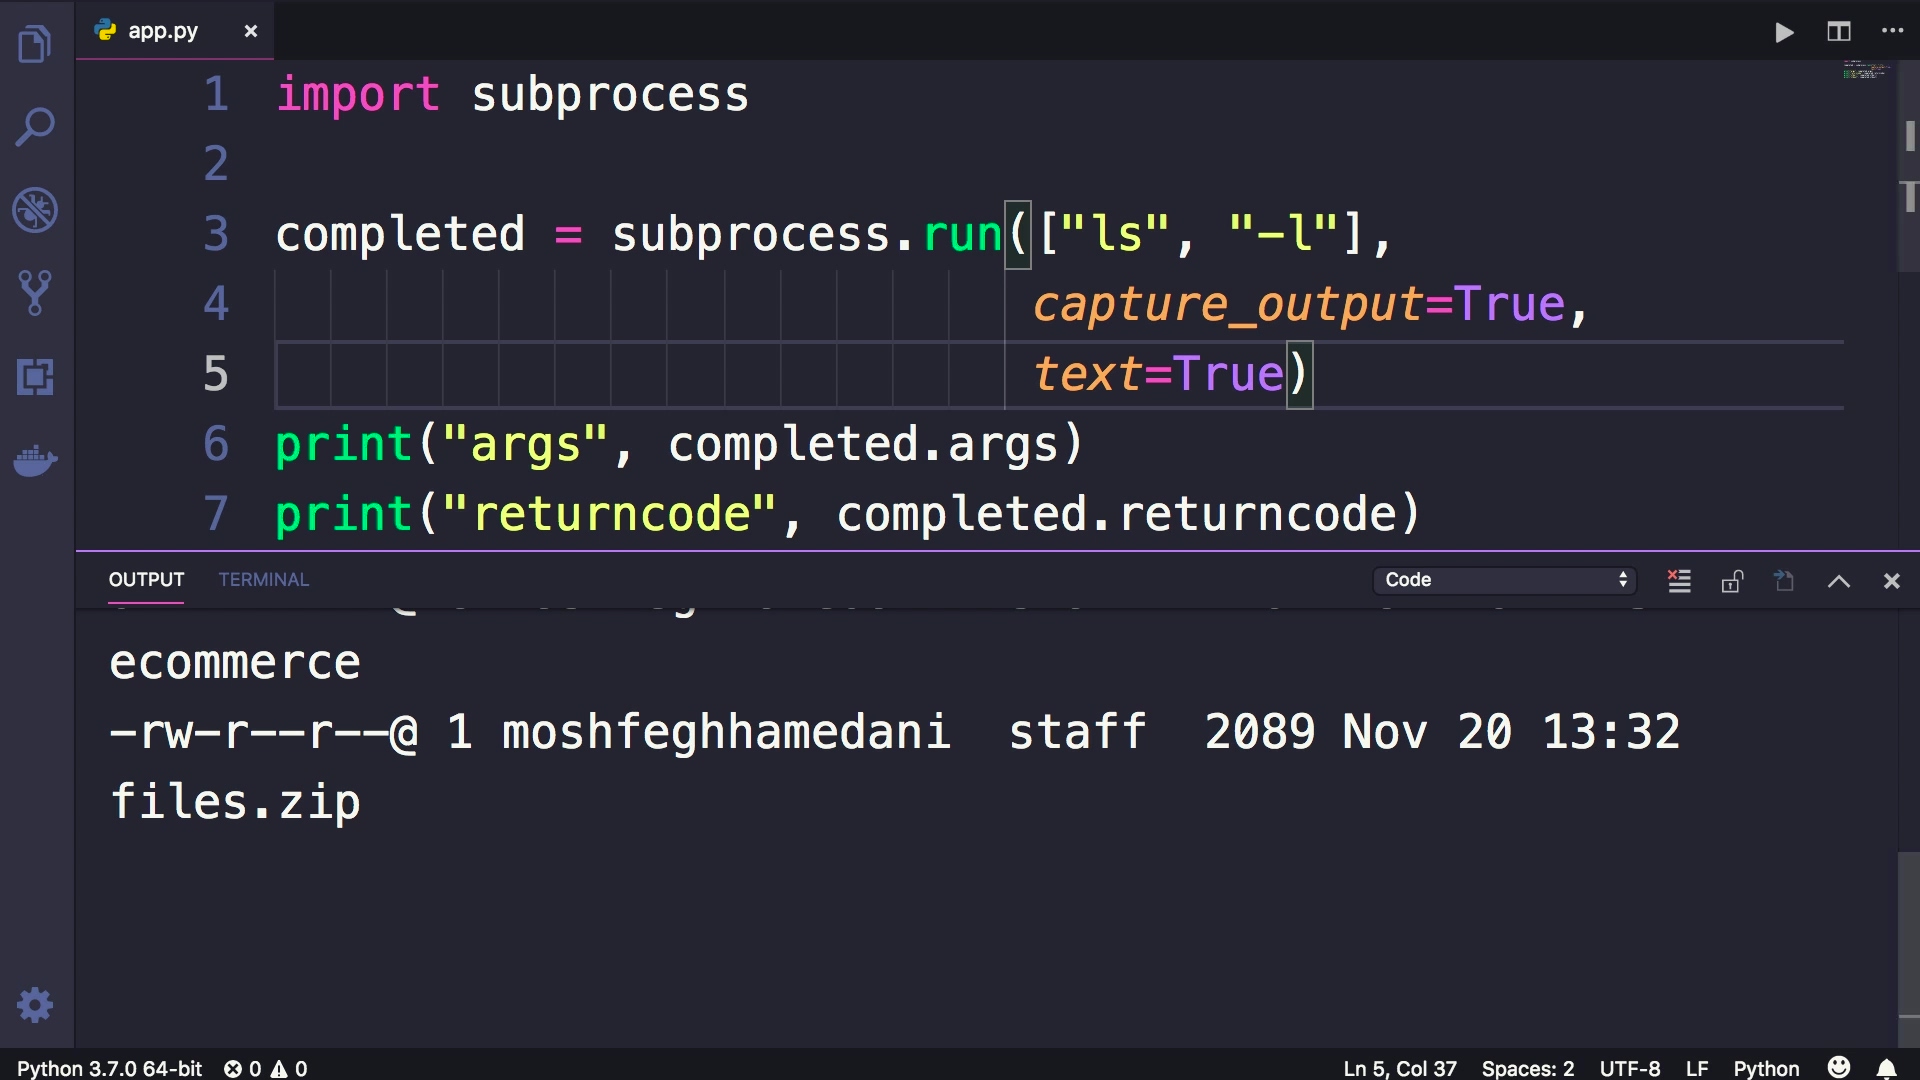 app.py
1 import subprocess
2
3 completed = subprocess.run(["ls", "-l"],
4 capture_output=True,
5 text=True)
6 print("args", completed.args)
7 print("returncode", completed.returncode)
OUTPUT TERMINAL Code
ecommerce
-rw-r--r--@ 1 moshfeghhamedani  staff  2089 Nov 20 13:32
files.zip
Python 3.7.0 64-bit 0 0 Ln 5, Col 37 Spaces: 2 UTF-8 LF Python